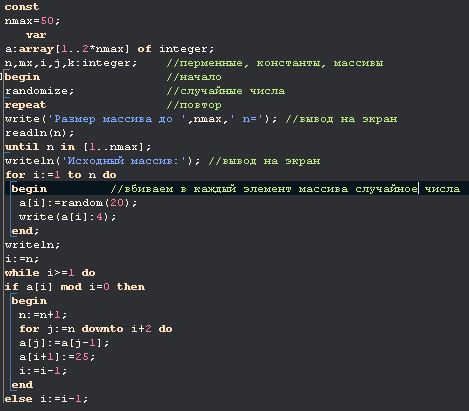 const
nmax=50;
var
a:array[1..2*nmax] of integer;
n,mx,i,j,k:integer; //перменные, константы, массивы
begin //начало
randomize; //случайные числа
repeat //повтор
write('Размер массива до ',nmax,' n='); //вывод на экран
readln(n);
until n in [1..nmax];
writeln('Исходный массив:'); //вывод на экран
for i:=1 to n do
begin //вбиваем в каждый элемент массива случайное числа
a[i]:=random(20);
write(a[i]:4);
end;
writeln;
i:=n;
while i>=1 do
if a[i] mod i=0 then
begin
n:=n+1;
for j:=n downto i+2 do
a[j]:=a[j-1];
a[i+1]:=25;
i:=i-1;
end
else i:=i-1;